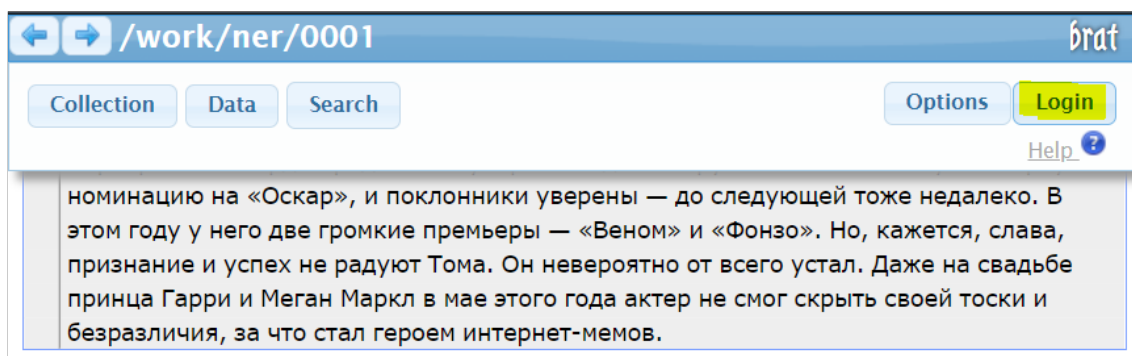 /work/ner/0001 brat
Collection Data Search Options Login
Help ?
номинацию на «Оскар», и поклонники уверены — до следующей тоже недалеко. В
этом году у него две громкие премьеры — «Веном» и «Фонзо». Но, кажется, слава,
признание и успех не радуют Тома. Он невероятно от всего устал. Даже на свадьбе
принца Гарри и Меган Маркл в мае этого года актер не смог скрыть своей тоски и
безразличия, за что стал героем интернет-мемов.